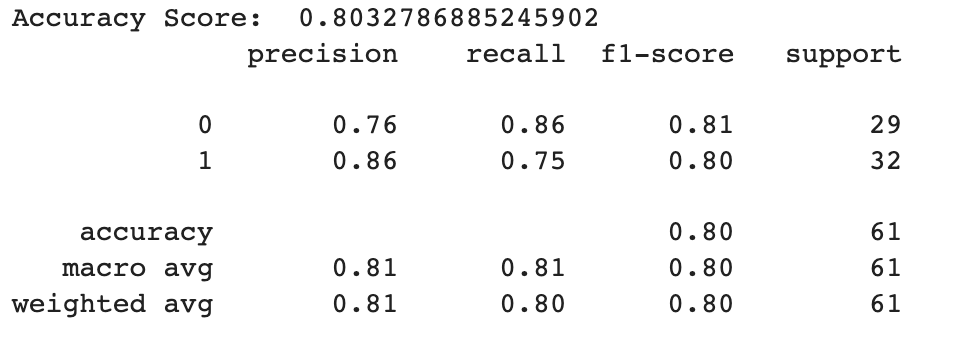 Accuracy Score:  0.8032786885245902
              precision    recall  f1-score   support

           0       0.76      0.86      0.81        29
           1       0.86      0.75      0.80        32

    accuracy                           0.80        61
   macro avg       0.81      0.81      0.80        61
weighted avg       0.81      0.80      0.80        61